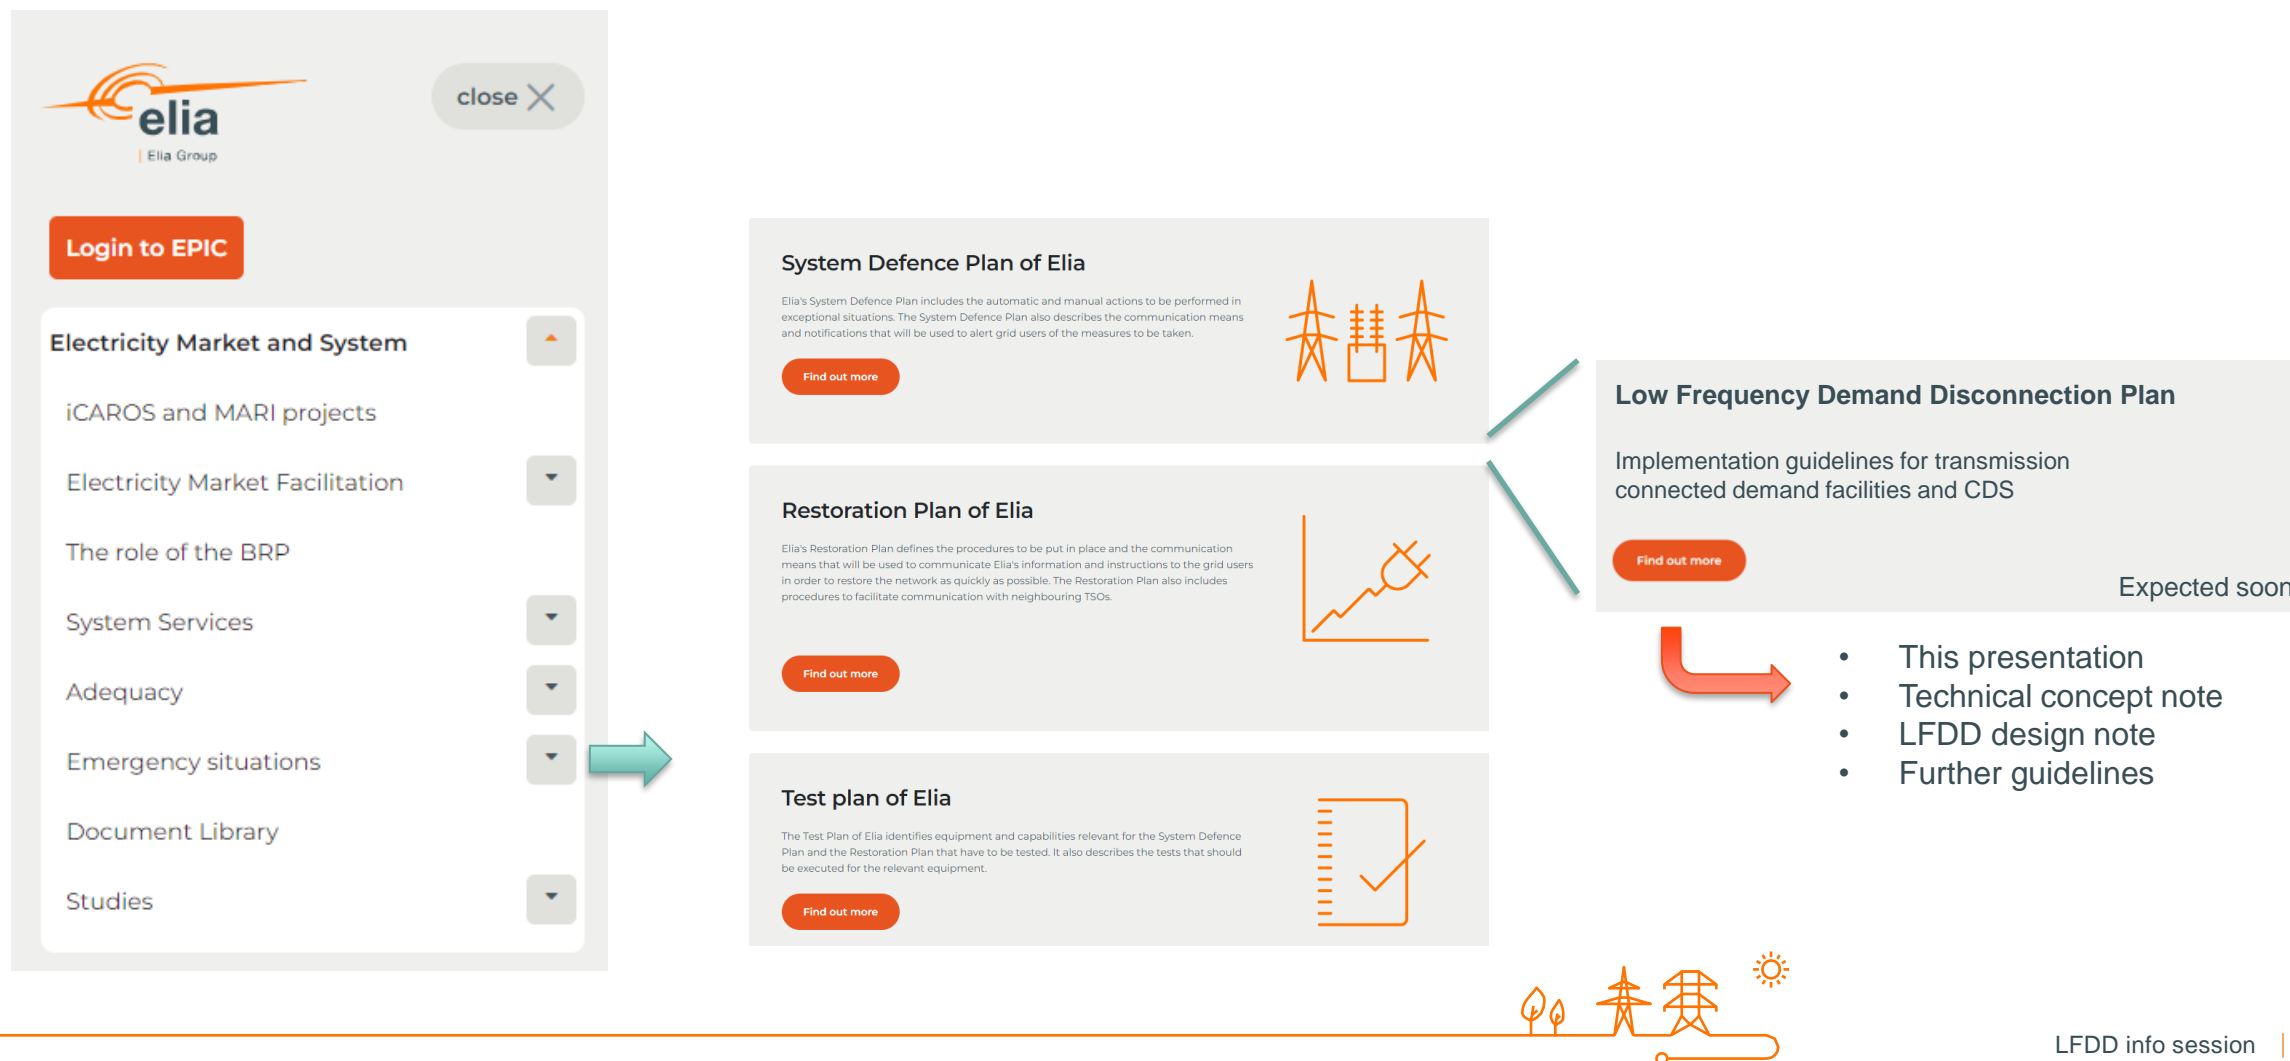 elia
Elia Group
close
Login to EPIC
Electricity Market and System
iCAROS and MARI projects
Electricity Market Facilitation
The role of the BRP
System Services
Adequacy
Emergency situations
Document Library
Studies
System Defence Plan of Elia
Elia's System Defence Plan includes the automatic and manual actions to be performed in
exceptional situations. The System Defence Plan also describes the communication means
and notifications that will be used to alert grid users of the measures to be taken.
Find out more
Restoration Plan of Elia
Elia's Restoration Plan defines the procedures to be put in place and the communication
means that will be used to communicate Elia's information and instructions to the grid users
in order to restore the network as quickly as possible. The Restoration Plan also includes
procedures to facilitate communication with neighbouring TSOs.
Find out more
Test plan of Elia
The Test Plan of Elia identifies equipment and capabilities relevant for the System Defence
Plan and the Restoration Plan that have to be tested. It also describes the tests that should
be executed for the relevant equipment.
Find out more
Low Frequency Demand Disconnection Plan
Implementation guidelines for transmission
connected demand facilities and CDS
Find out more
Expected soon
• This presentation
• Technical concept note
• LFDD design note
• Further guidelines
LFDD info session |